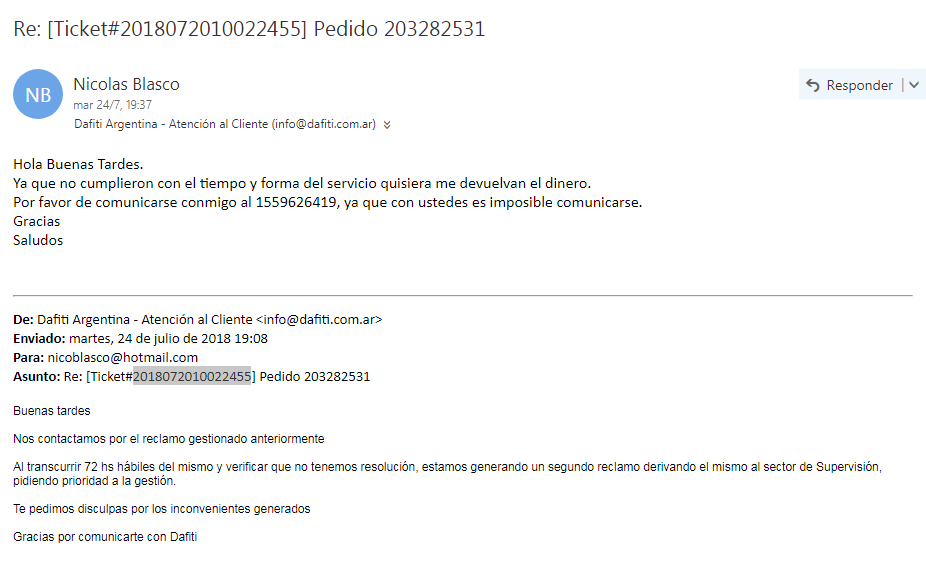 Re: [Ticket#2018072010022455] Pedido 203282531
NB
Nicolas Blasco
mar 24/7, 19:37
Dafiti Argentina - Atención al Cliente (info@dafiti.com.ar)
Responder
Hola Buenas Tardes.
Ya que no cumplieron con el tiempo y forma del servicio quisiera me devuelvan el dinero.
Por favor de comunicarse conmigo al 1559626419, ya que con ustedes es imposible comunicarse.
Gracias
Saludos
De: Dafiti Argentina - Atención al Cliente <info@dafiti.com.ar>
Enviado: martes, 24 de julio de 2018 19:08
Para: nicoblasco@hotmail.com
Asunto: Re: [Ticket#2018072010022455] Pedido 203282531
Buenas tardes
Nos contactamos por el reclamo gestionado anteriormente
Al transcurrir 72 hs hábiles del mismo y verificar que no tenemos resolución, estamos generando un segundo reclamo derivando el mismo al sector de Supervisión,
pidiendo prioridad a la gestión.
Te pedimos disculpas por los inconvenientes generados
Gracias por comunicarte con Dafiti